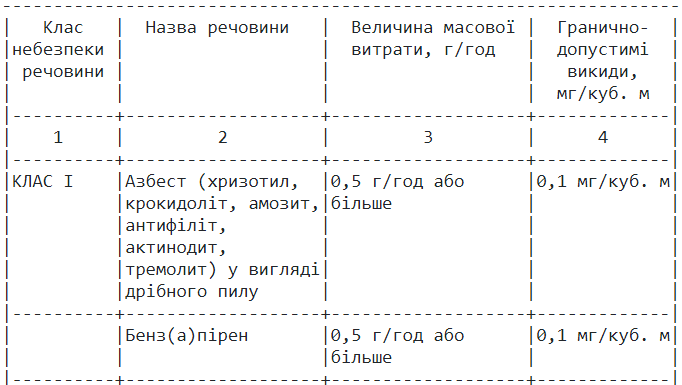 Клас | Назва речовини | Величина масової | Гранично-
небезпеки | | витрати, г/год | допустимі
речовини | | | викиди,
| | | мг/куб. м
1 | 2 | 3 | 4
КЛАС I | Азбест (хризотил, | 0,5 г/год або | 0,1 мг/куб. м
| крокидоліт, амозит, | більше |
| антифіліт, | |
| актинодит, | |
| тремолит) у вигляді | |
| дрібного пилу | |
| Бенз(а)пірен | 0,5 г/год або | 0,1 мг/куб. м
| | більше |